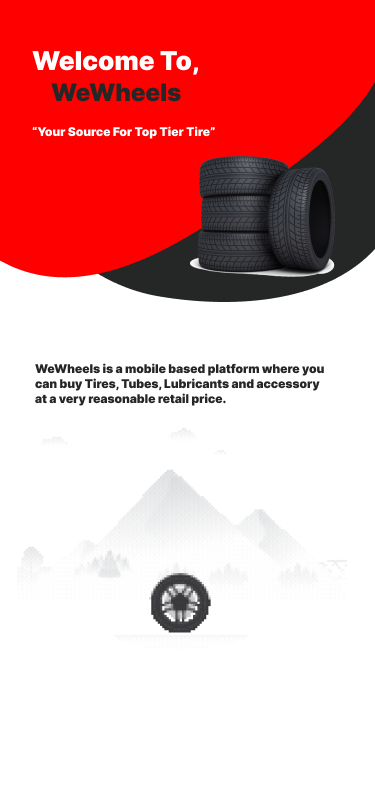 Welcome To,
WeWheels
“Your Source For Top Tier Tire”
WeWheels is a mobile based platform where you
can buy Tires, Tubes, Lubricants and accessory
at a very reasonable retail price.